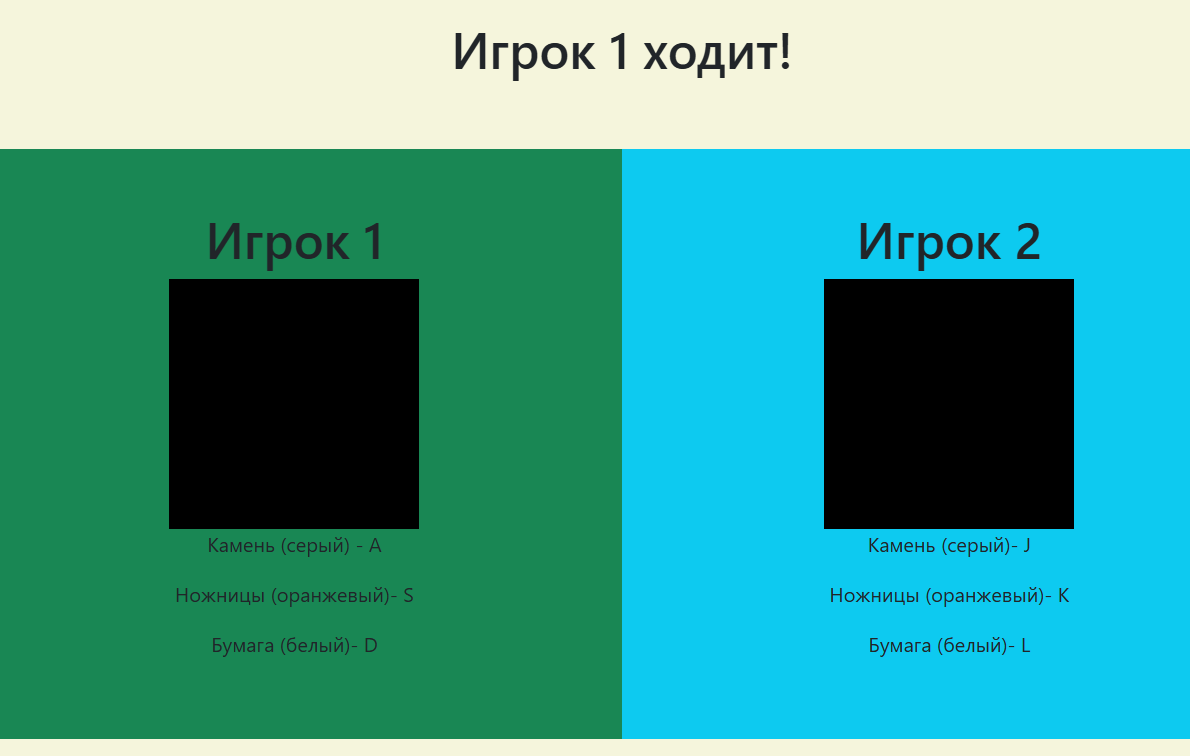 Игрок 1 ходит!
Игрок 1
Камень (серый) - A
Ножницы (оранжевый)- S
Бумага (белый)- D
Игрок 2
Камень (серый)- J
Ножницы (оранжевый)- K
Бумага (белый)- L